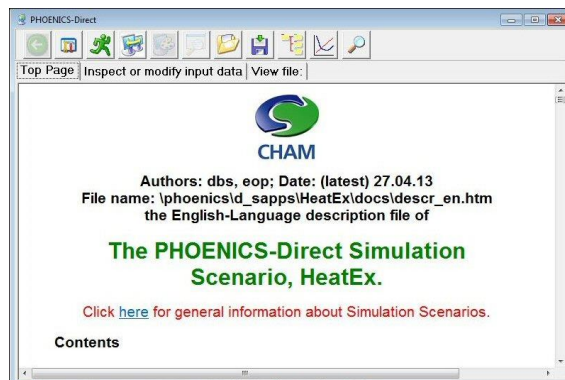 PHOENICS-Direct
Top Page Inspect or modify input data View file:
CHAM
Authors: dbs, eop; Date: (latest) 27.04.13
File name: \phoenics\d_sapps\HeatEx\docs\descr_en.htm
the English-Language description file of
The PHOENICS-Direct Simulation
Scenario, HeatEx.
Click here for general information about Simulation Scenarios.
Contents